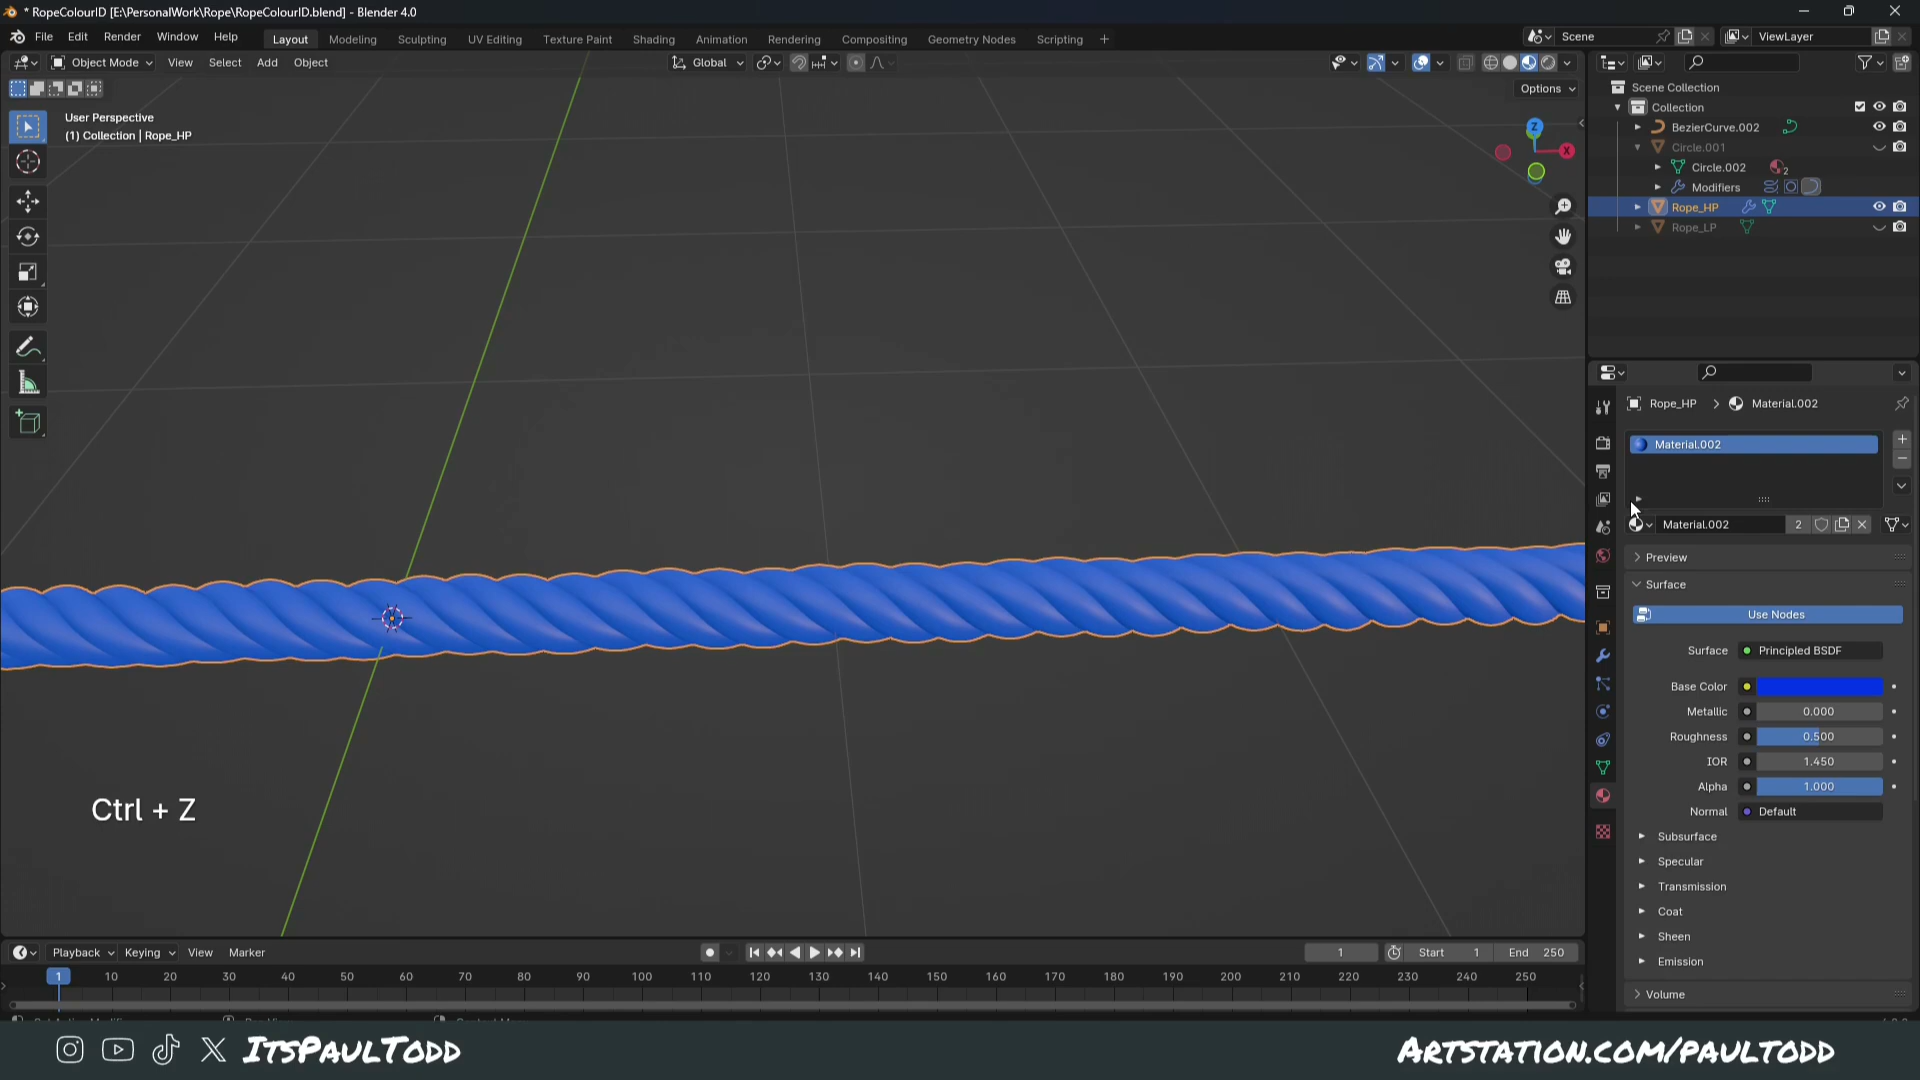 * RopeColourID [E:\PersonalWork\Rope\RopeColourID.blend] - Blender 4.0
File Edit Render Window Help Layout Modeling Sculpting UV Editing Texture Paint Shading Animation Rendering Compositing Geometry Nodes Scripting + Scene ViewLayer
Object Mode View Select Add Object Global
Options
User Perspective
(1) Collection | Rope_HP
Z
X
Ctrl + Z
Scene Collection
Collection
BezierCurve.002
Circle.001
Circle.002 2
Modifiers
Rope_HP
Rope_LP
Rope_HP > Material.002
Material.002
Material.002 2
Preview
Surface
Use Nodes
Surface Principled BSDF
Base Color
Metallic 0.000
Roughness 0.500
IOR 1.450
Alpha 1.000
Normal Default
Subsurface
Specular
Transmission
Coat
Sheen
Emission
Volume
Playback Keying View Marker 1 Start 1 End 250
1 10 20 30 40 50 60 70 80 90 100 110 120 130 140 150 160 170 180 190 200 210 220 230 240 250
ItsPaulTodd
Artstation.com/paultodd